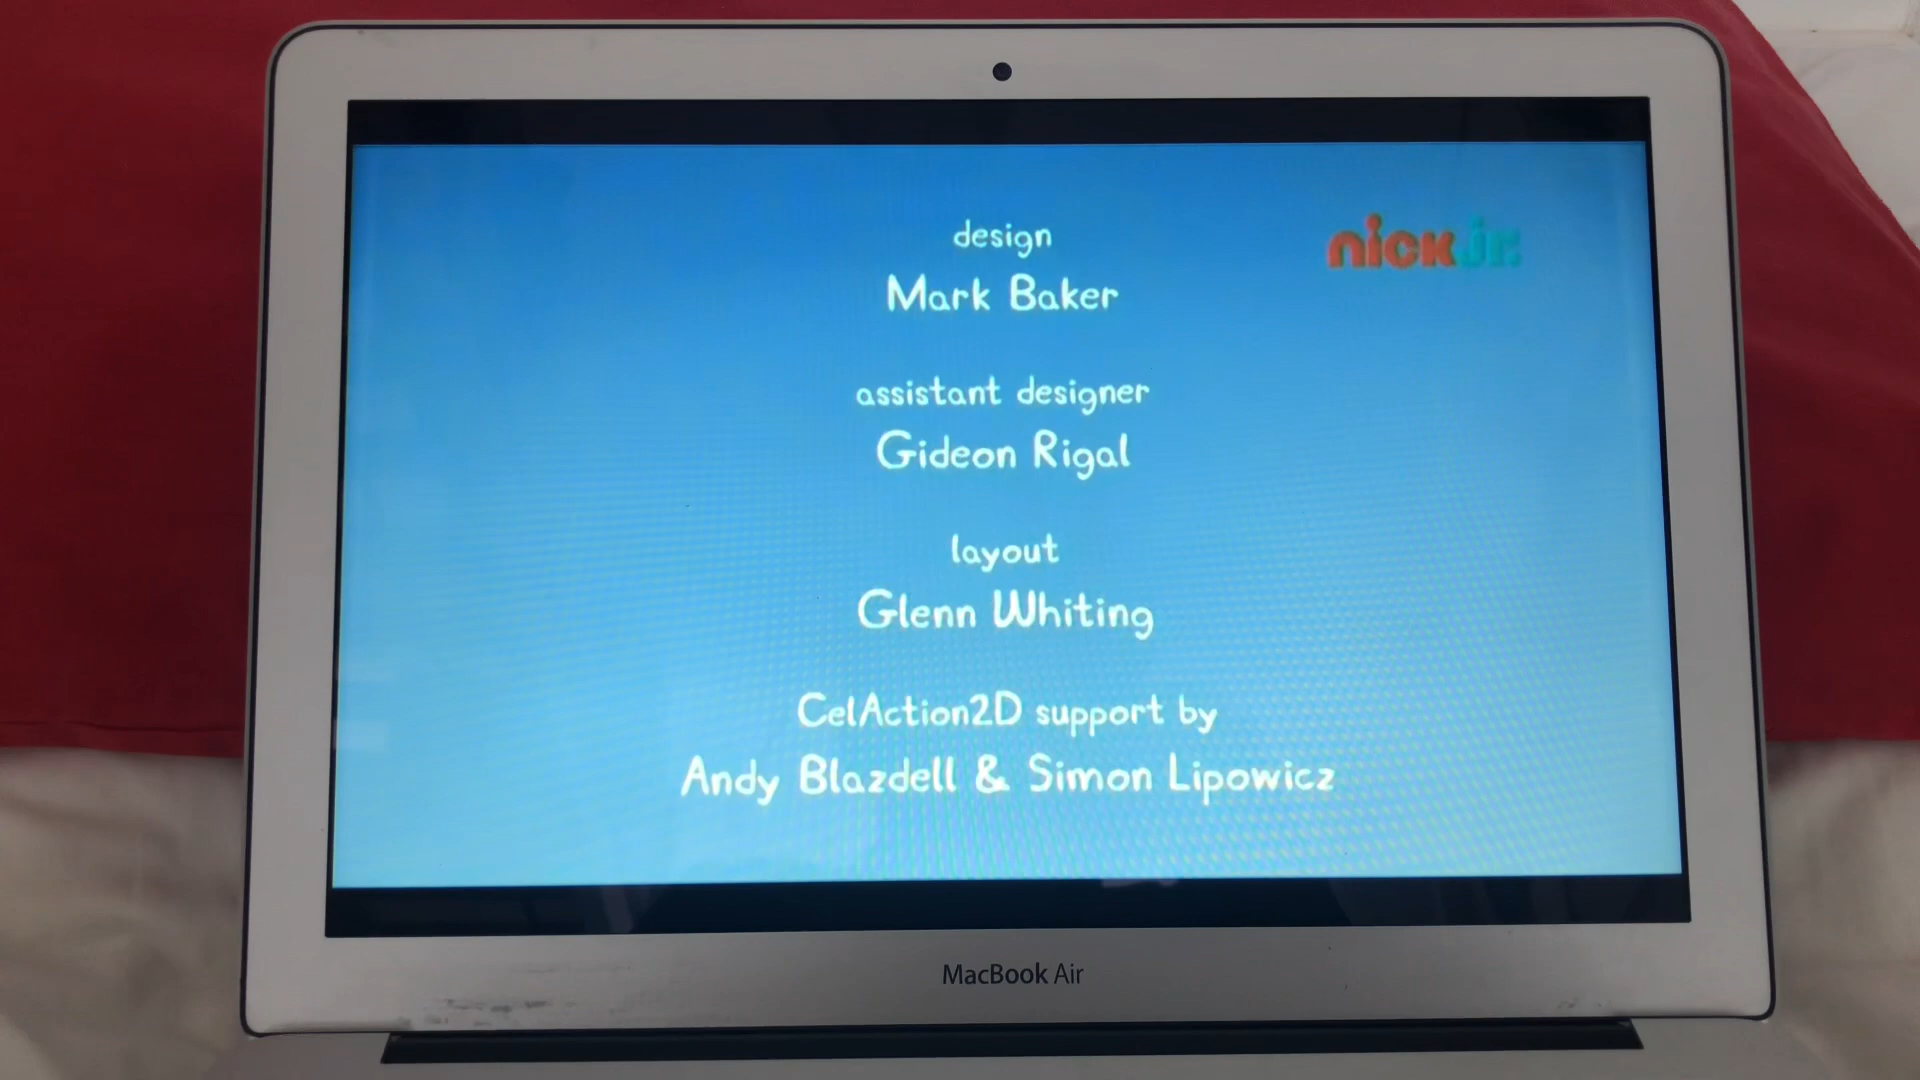 design
nick jr.
Mark Baker
assistant designer
Gideon Rigal
layout
Glenn Whiting
CelAction2D support by
Andy Blazdell & Simon Lipowicz
MacBook Air